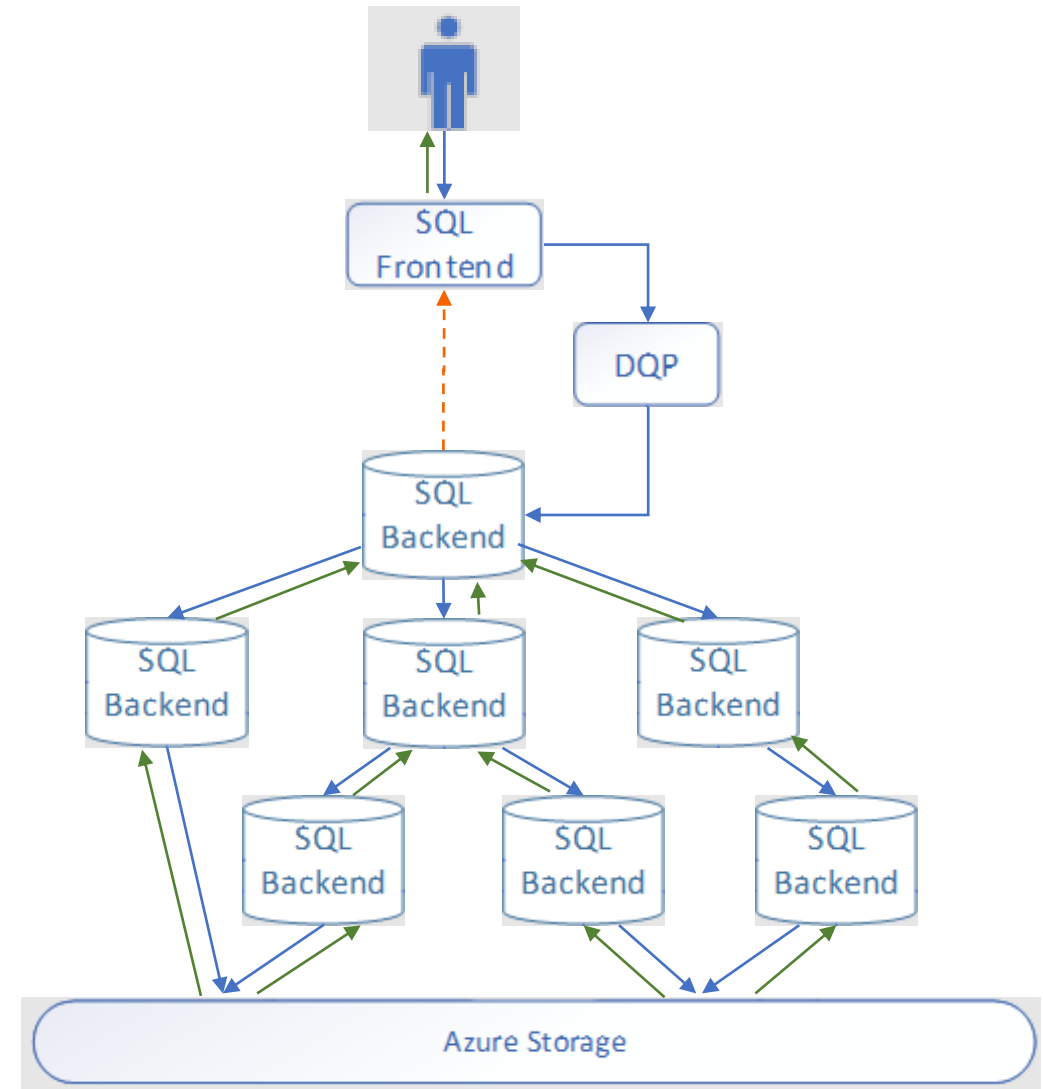 SQL
Frontend
DQP
SQL
Backend
SQL
Backend
SQL
Backend
SQL
Backend
SQL
Backend
SQL
Backend
SQL
Backend
Azure Storage